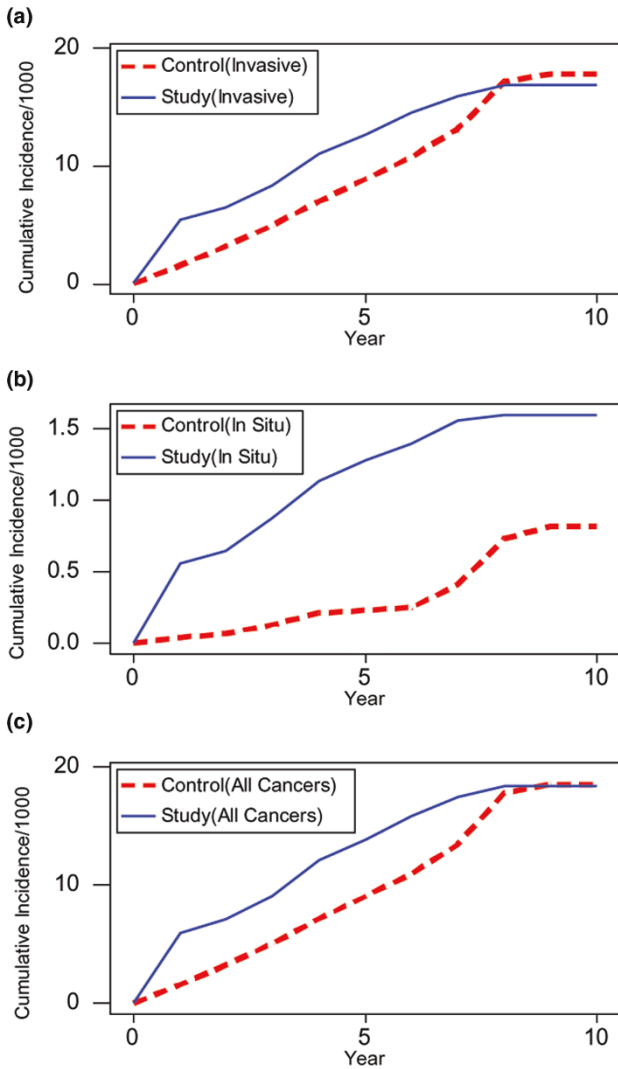 (a)
20
Control(Invasive)
Study(Invasive)
10
0
Cumulative Incidence/1000
0 5 10
Year
(b)
Control(In Situ)
1.5
Study(In Situ)
1.0
0.5
0.0
Cumulative Incidence/1000
0 5 10
Year
(c)
20
Control(All Cancers)
Study(All Cancers)
10
0
Cumulative Incidence/1000
0 5 10
Year